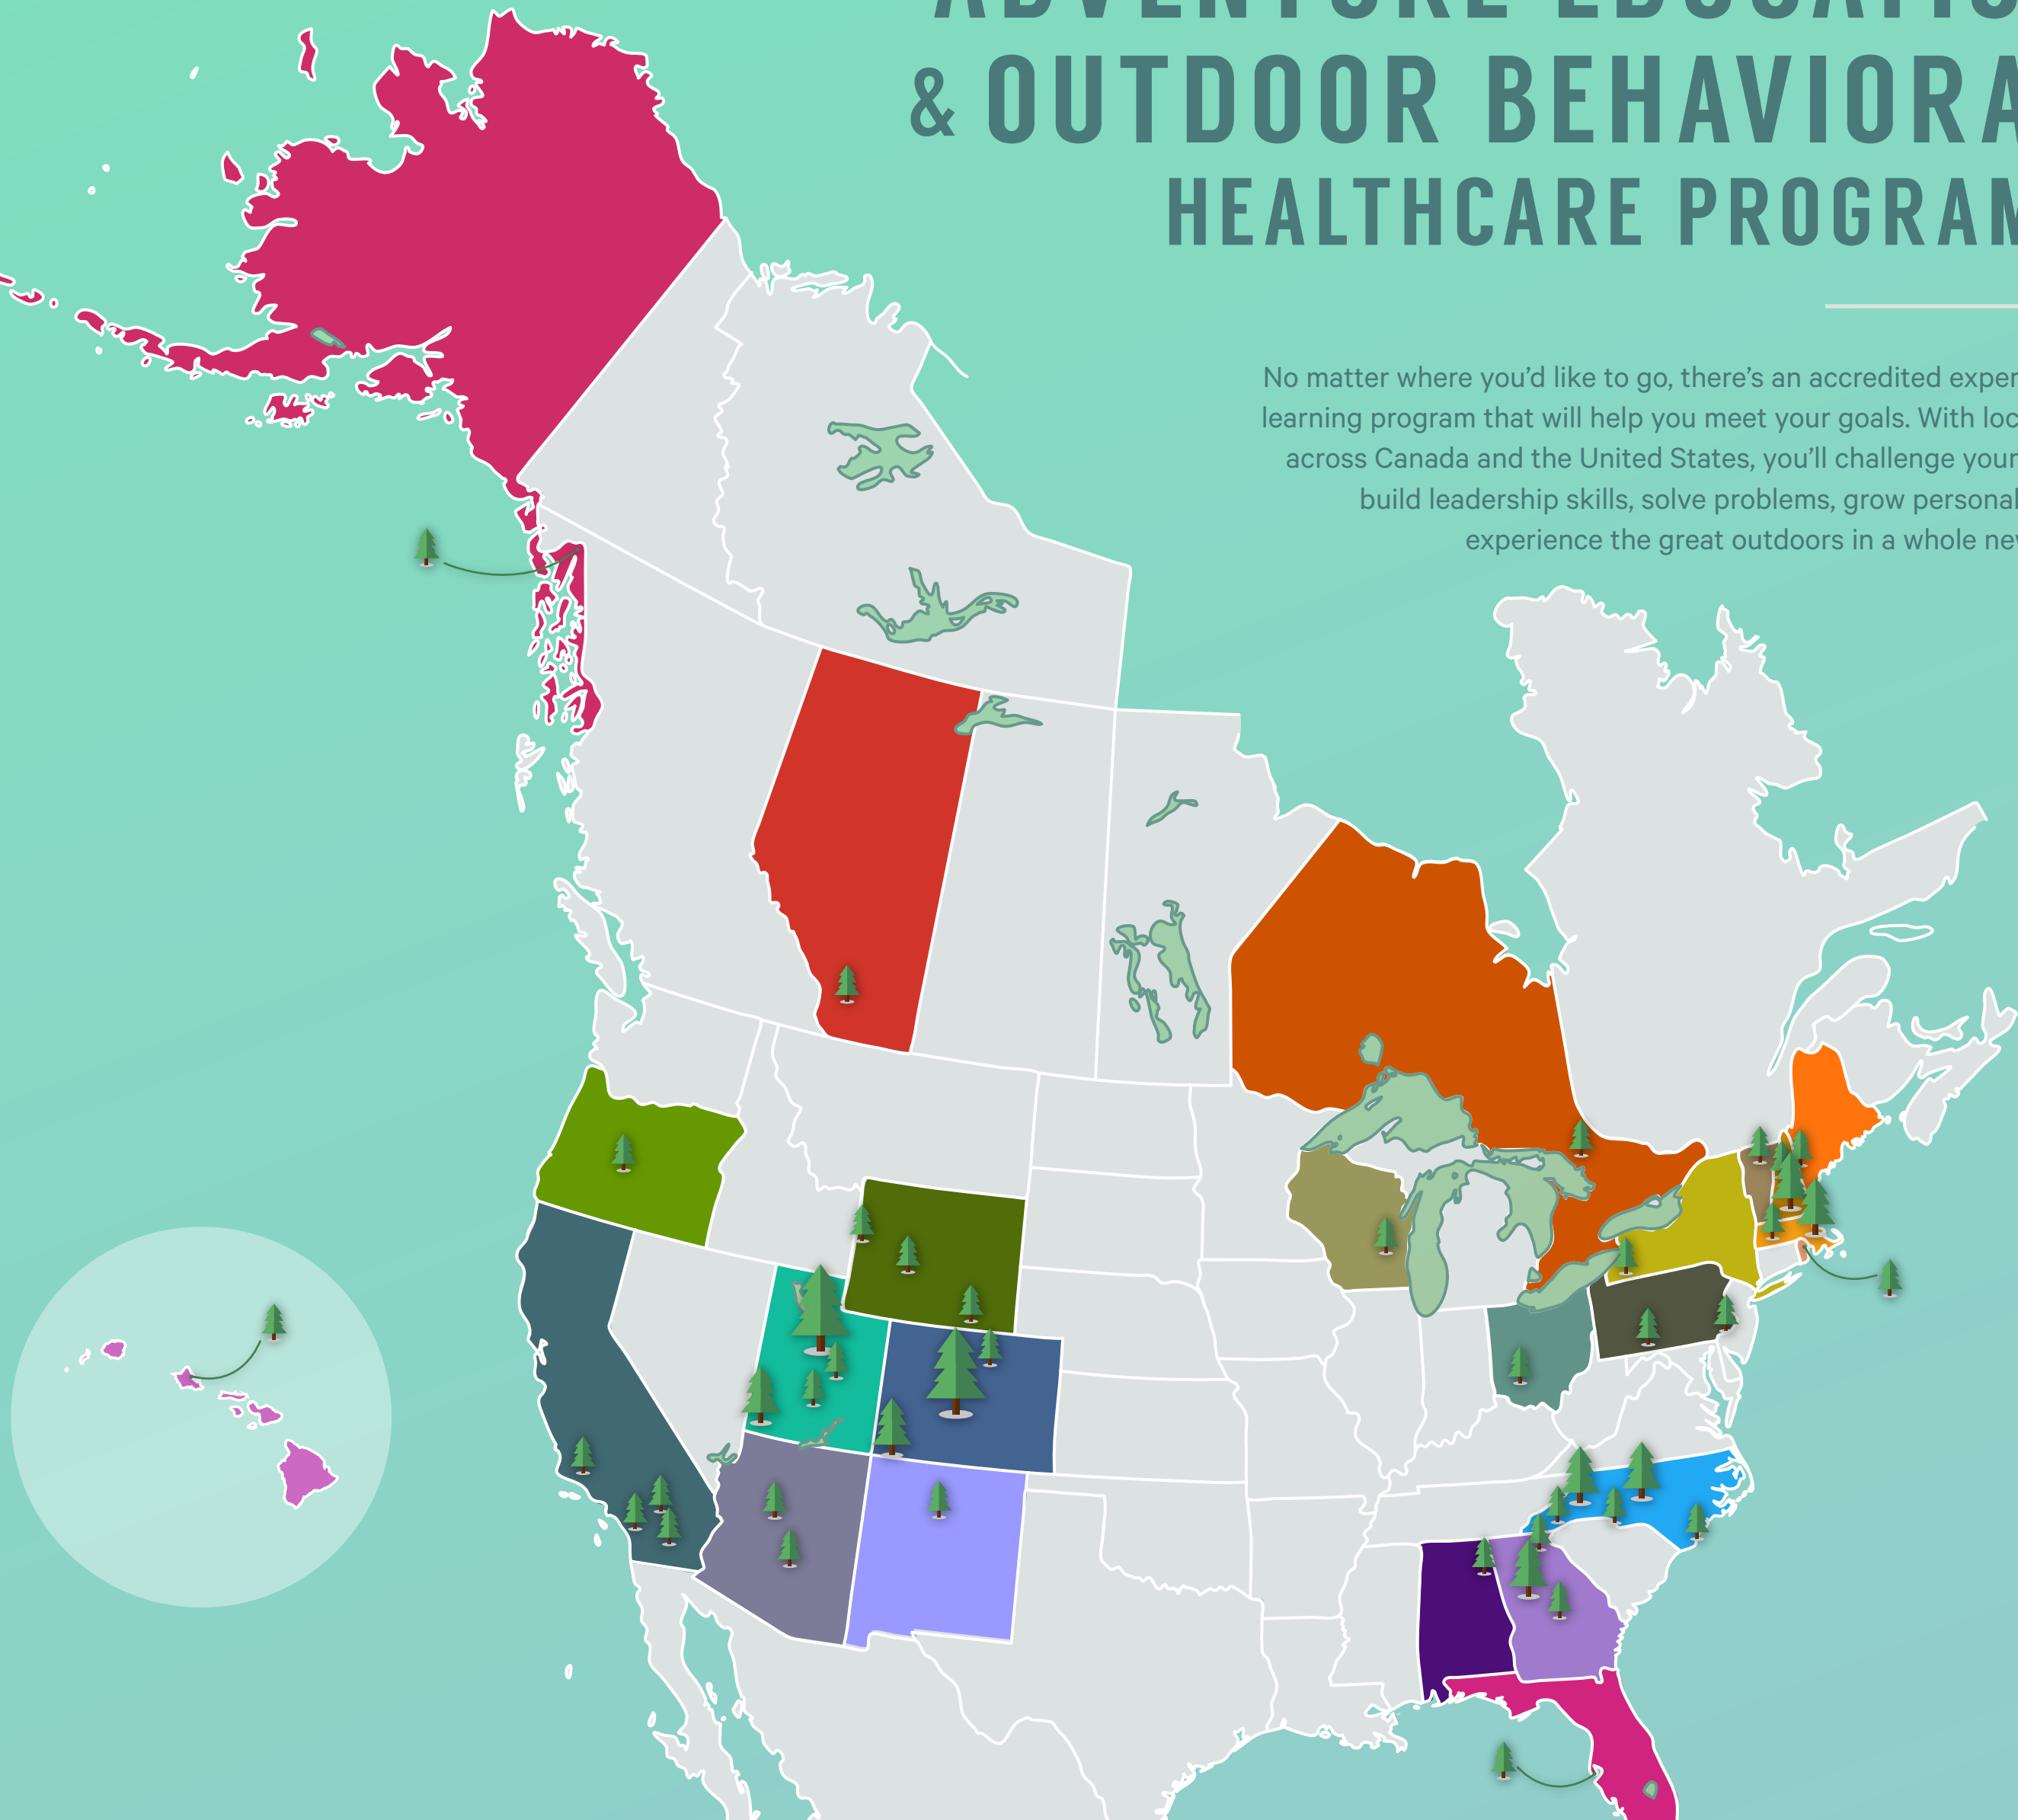 ADVENTURE EDUCATIO
& OUTDOOR BEHAVIORA
HEALTHCARE PROGRAM
No matter where you’d like to go, there’s an accredited exper
learning program that will help you meet your goals. With loc
across Canada and the United States, you’ll challenge your
build leadership skills, solve problems, grow personal
experience the great outdoors in a whole ne